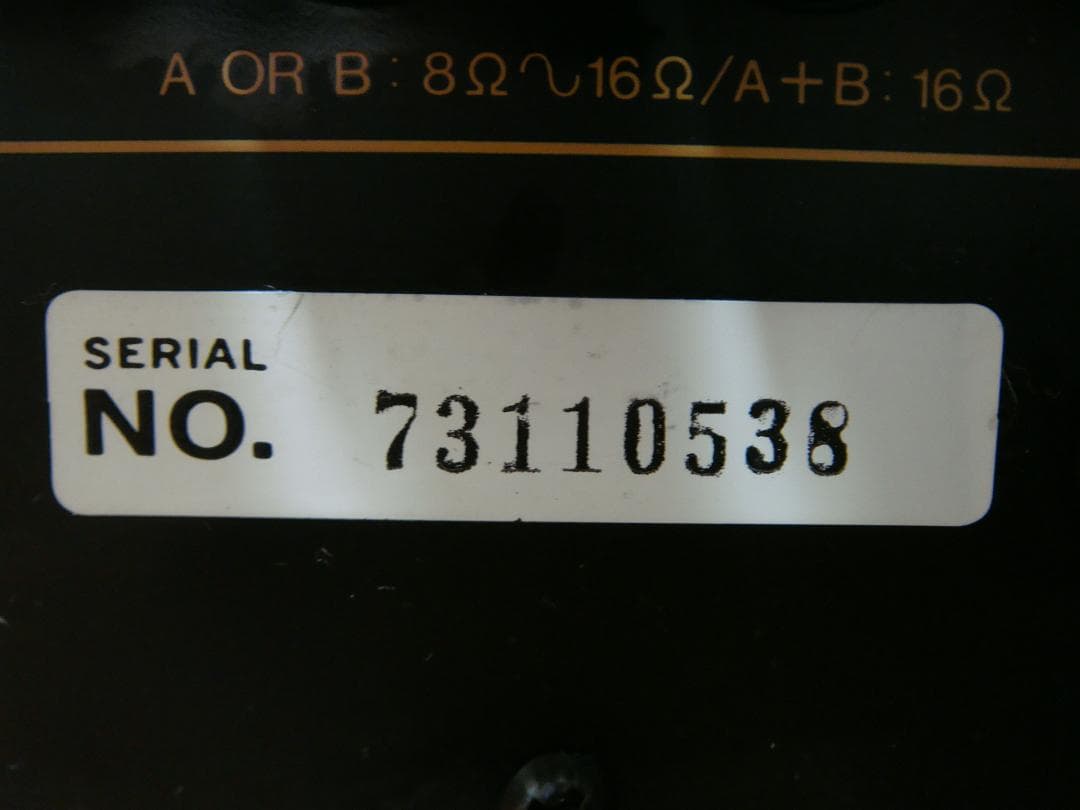 A OR B : 8Ω∿16Ω/A+B : 16Ω
SERIAL
NO. 73110538